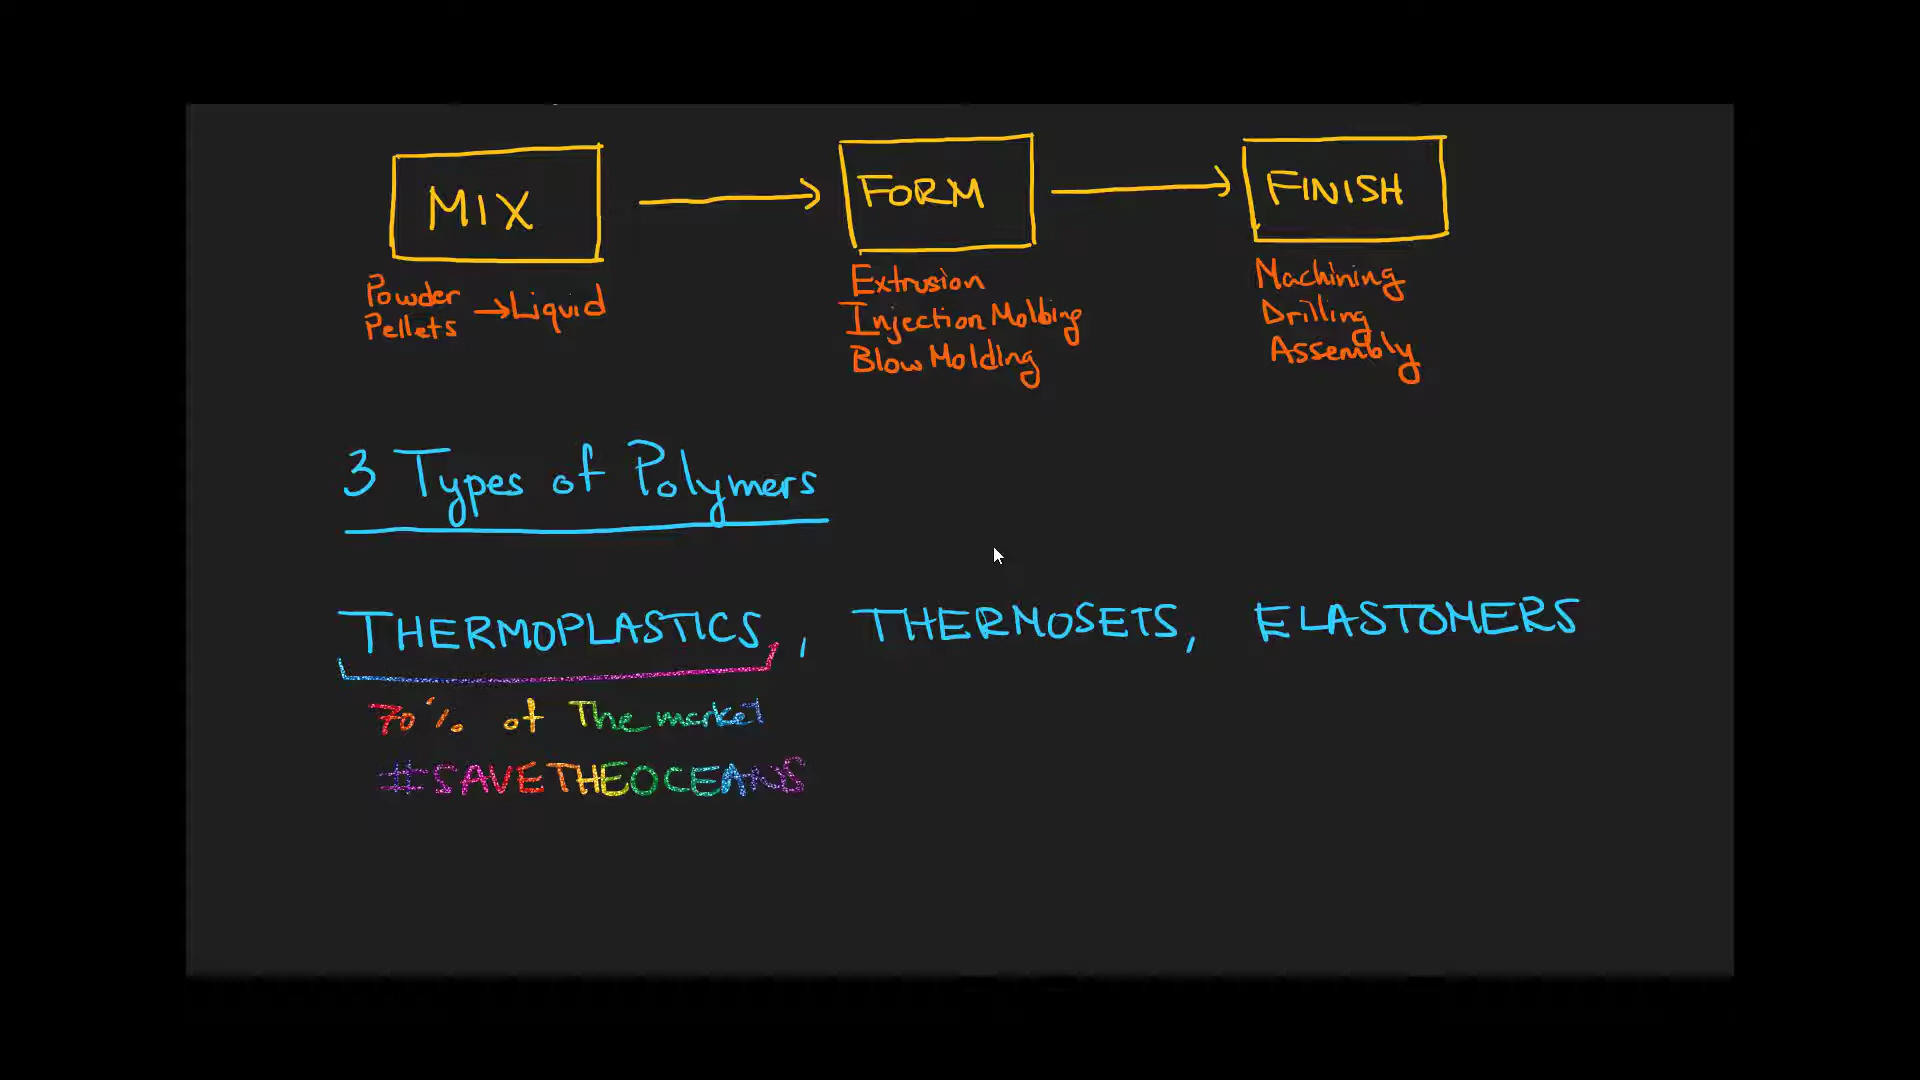 MIX → FORM → FINISH
Powder
Pellets → Liquid
Extrusion
Injection Molding
Blow Molding
Machining
Drilling
Assembly
3 Types of Polymers
THERMOPLASTICS, THERMOSETS, ELASTOMERS
70% of The market
#SAVETHEOCEANS